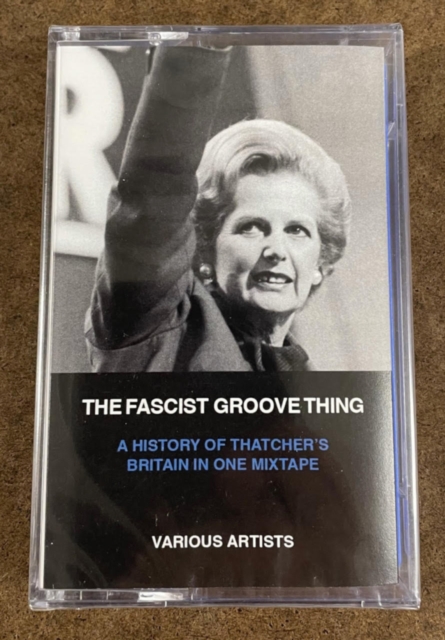 R
THE FASCIST GROOVE THING
A HISTORY OF THATCHER'S
BRITAIN IN ONE MIXTAPE
VARIOUS ARTISTS